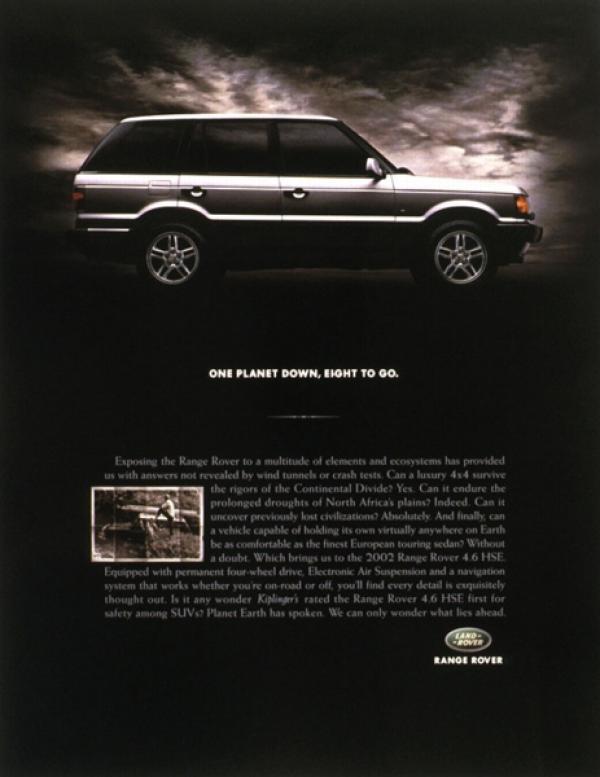 ONE PLANET DOWN, EIGHT TO GO.
Exposing the Range Rover to a multitude of elements and ecosystems has provided
us with answers not revealed by wind tunnels or crash tests. Can a luxury 4x4 survive
the rigors of the Continental Divide? Yes. Can it endure the
prolonged droughts of North Africa's plains? Indeed. Can it
uncover previously lost civilizations? Absolutely. And finally, can
a vehicle capable of holding its own virtually anywhere on Earth
be as comfortable as the finest European touring sedan? Without
a doubt. Which brings us to the 2002 Range Rover 4.6 HSE.
Equipped with permanent four-wheel drive, Electronic Air Suspension and a navigation
system that works whether you're on-road or off, you'll find every detail is exquisitely
thought out. Is it any wonder Kiplinger's rated the Range Rover 4.6 HSE first for
safety among SUVs? Planet Earth has spoken. We can only wonder what lies ahead.
LAND-
-ROVER
RANGE ROVER